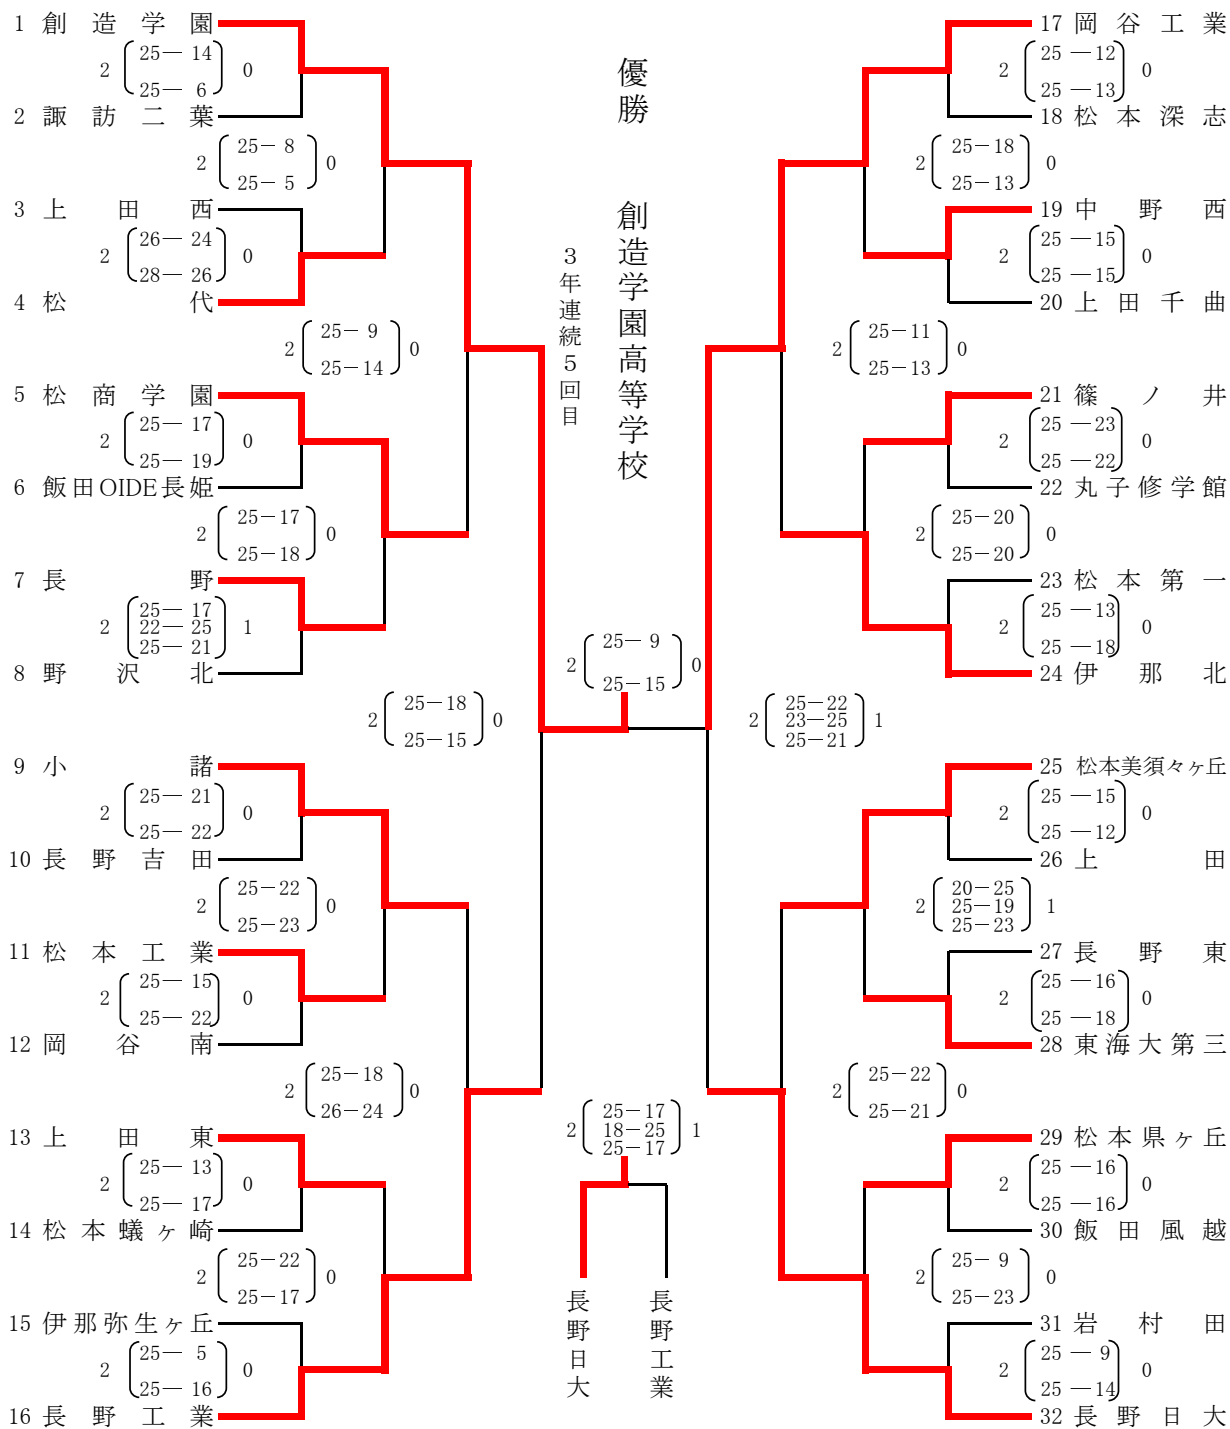 1 創造学園
2 25― 14 0
25― 6
2 諏訪二葉
2 25－ 8 0
25－ 5
3 上田西
2 26― 24 0
28― 26
4 松代
2 25－ 9 0
25－14
5 松商学園
2 25― 17 0
25― 19
6 飯田OIDE長姫
2 25－17 0
25－18
7 長野
2 25― 17 1
22― 25
25― 21
8 野沢北
2 25－18 0
25－15
9 小諸
2 25― 21 0
25― 22
10 長野吉田
2 25－22 0
25－23
11 松本工業
2 25― 15 0
25― 22
12 岡谷南
2 25－18 0
26－24
13 上田東
2 25― 13 0
25― 17
14 松本蟻ヶ崎
2 25－22 0
25－17
15 伊那弥生ヶ丘
2 25― 5 0
25― 16
16 長野工業
優勝 創造学園高等学校
3年連続5回目
2 25－ 9 0
25－15
2 25－17 1
18－25
25－17
長野日大
長野工業
17 岡谷工業
2 25 ―12 0
25 ―13
18 松本深志
2 25－18 0
25－13
19 中野西
2 25 ―15 0
25 ―15
20 上田千曲
2 25－11 0
25－13
21 篠ノ井
2 25 ―23 0
25 ―22
22 丸子修学館
2 25－20 0
25－20
23 松本第一
2 25 ―13 0
25 ―18
24 伊那北
2 25－22 1
23－25
25－21
25 松本美須々ヶ丘
2 25 ―15 0
25 ―12
26 上田
2 20－25 1
25－19
25－23
27 長野東
2 25 ―16 0
25 ―18
28 東海大第三
2 25－22 0
25－21
29 松本県ヶ丘
2 25 ―16 0
25 ―16
30 飯田風越
2 25－ 9 0
25－23
31 岩村田
2 25 ― 9 0
25 ―14
32 長野日大